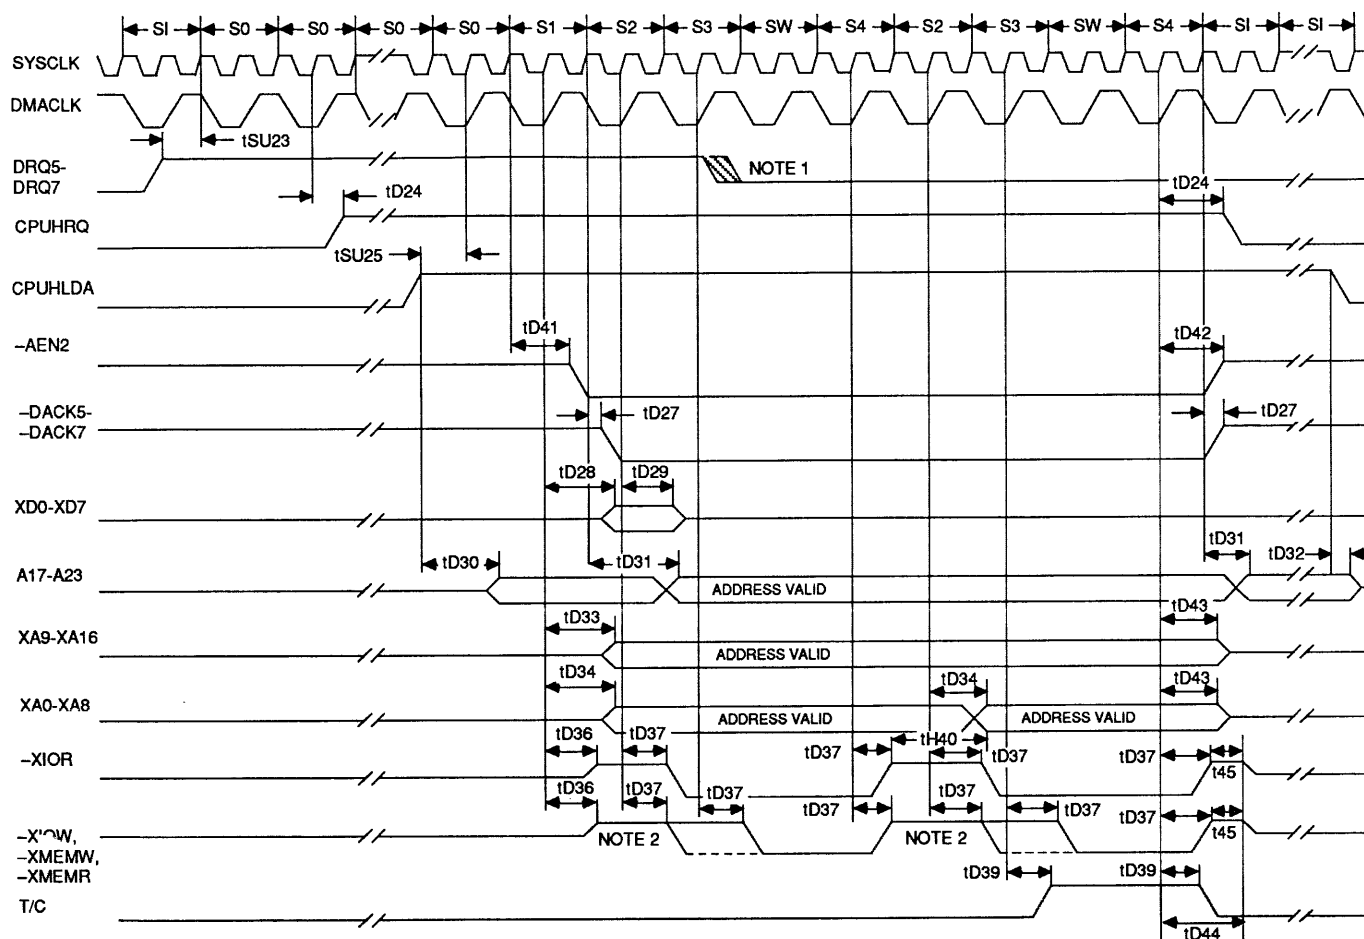 SI S0 S0 S0 S0 S1 S2 S3 SW S4 S2 S3 SW S4 SI SI
SYSCLK
DMACLK
tSU23
DRQ5-
DRQ7
NOTE 1
tD24
tD24
CPUHRQ
tSU25
CPUHLDA
tD41
tD42
–AEN2
–DACK5-
–DACK7
tD27
tD27
tD28 tD29
XD0-XD7
tD30 tD31 tD31 tD32
A17-A23
ADDRESS VALID
tD33 tD43
XA9-XA16
ADDRESS VALID
tD34 tD34 tD43
XA0-XA8
ADDRESS VALID ADDRESS VALID
tD36 tD37 tD37 tH40 tD37 tD37 t45
–XIOR
tD36 tD37 tD37 tD37 tD37 tD37 tD37 t45
–XIOW,
–XMEMW,
–XMEMR
NOTE 2 NOTE 2
tD39 tD39
T/C
tD44